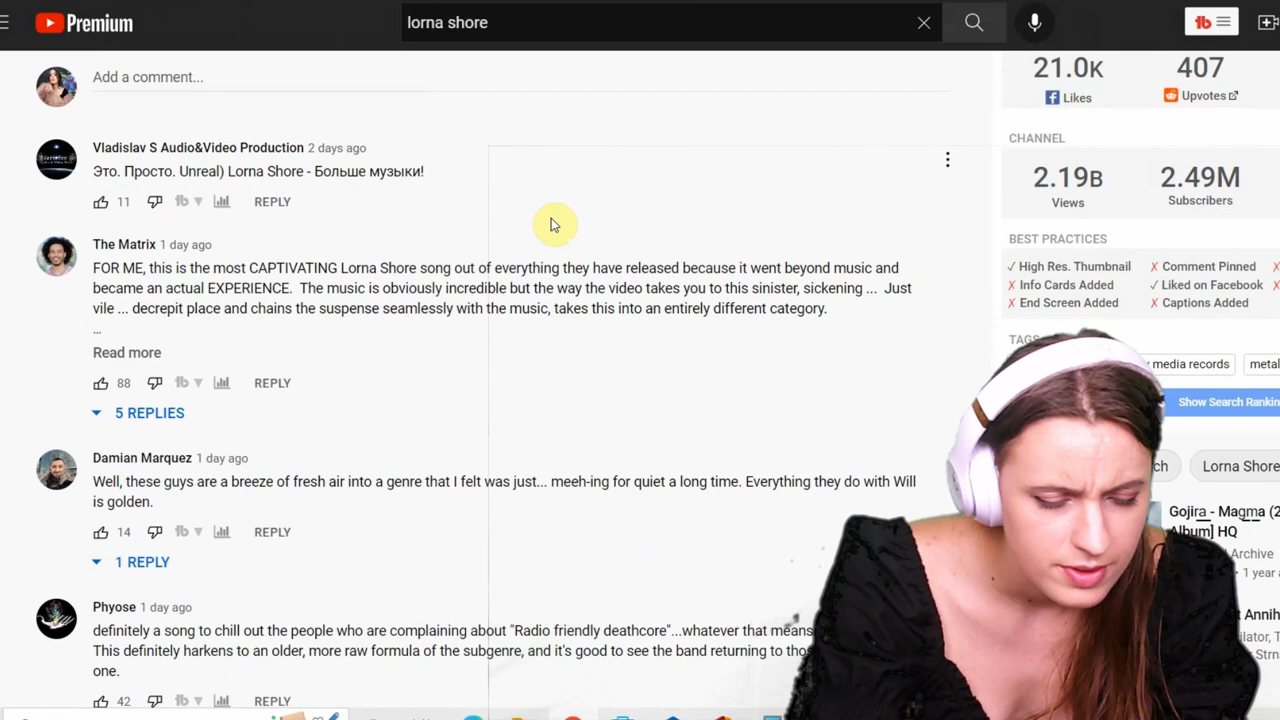 Premium
lorna shore
Add a comment...
Vladislav S Audio&Video Production 2 days ago
Это. Просто. Unreal) Lorna Shore - Больше музыки!
11 REPLY
The Matrix 1 day ago
FOR ME, this is the most CAPTIVATING Lorna Shore song out of everything they have released because it went beyond music and
became an actual EXPERIENCE. The music is obviously incredible but the way the video takes you to this sinister, sickening ... Just
vile ... decrepit place and chains the suspense seamlessly with the music, takes this into an entirely different category.
...
Read more
88 REPLY
5 REPLIES
Damian Marquez 1 day ago
Well, these guys are a breeze of fresh air into a genre that I felt was just... meeh-ing for quiet a long time. Everything they do with Will
is golden.
14 REPLY
1 REPLY
Phyose 1 day ago
definitely a song to chill out the people who are complaining about "Radio friendly deathcore"...whatever that means
This definitely harkens to an older, more raw formula of the subgenre, and it's good to see the band returning to
one.
42 REPLY
21.0K 407
Likes Upvotes
CHANNEL
2.19B 2.49M
Views Subscribers
BEST PRACTICES
✓ High Res. Thumbnail ✗ Comment Pinned
✗ Info Cards Added ✓ Liked on Facebook
✗ End Screen Added ✗ Captions Added
TAGS
media records metal
Show Search
Lorna Shore
Gojira - Magma (2
Album] HQ
Archive
1 year